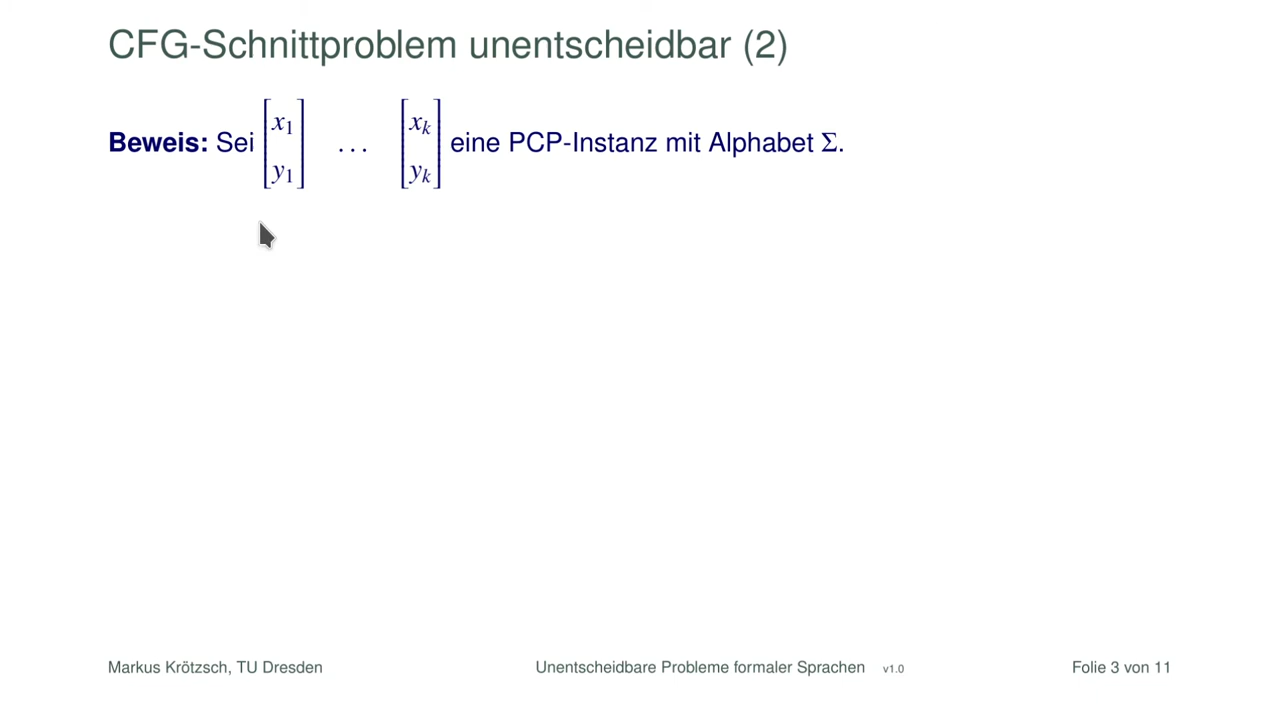 CFG-Schnittproblem unentscheidbar (2)
Beweis: Sei [x₁ y₁] … [xₖ yₖ] eine PCP-Instanz mit Alphabet Σ.
Markus Krötzsch, TU Dresden Unentscheidbare Probleme formaler Sprachen v1.0 Folie 3 von 11